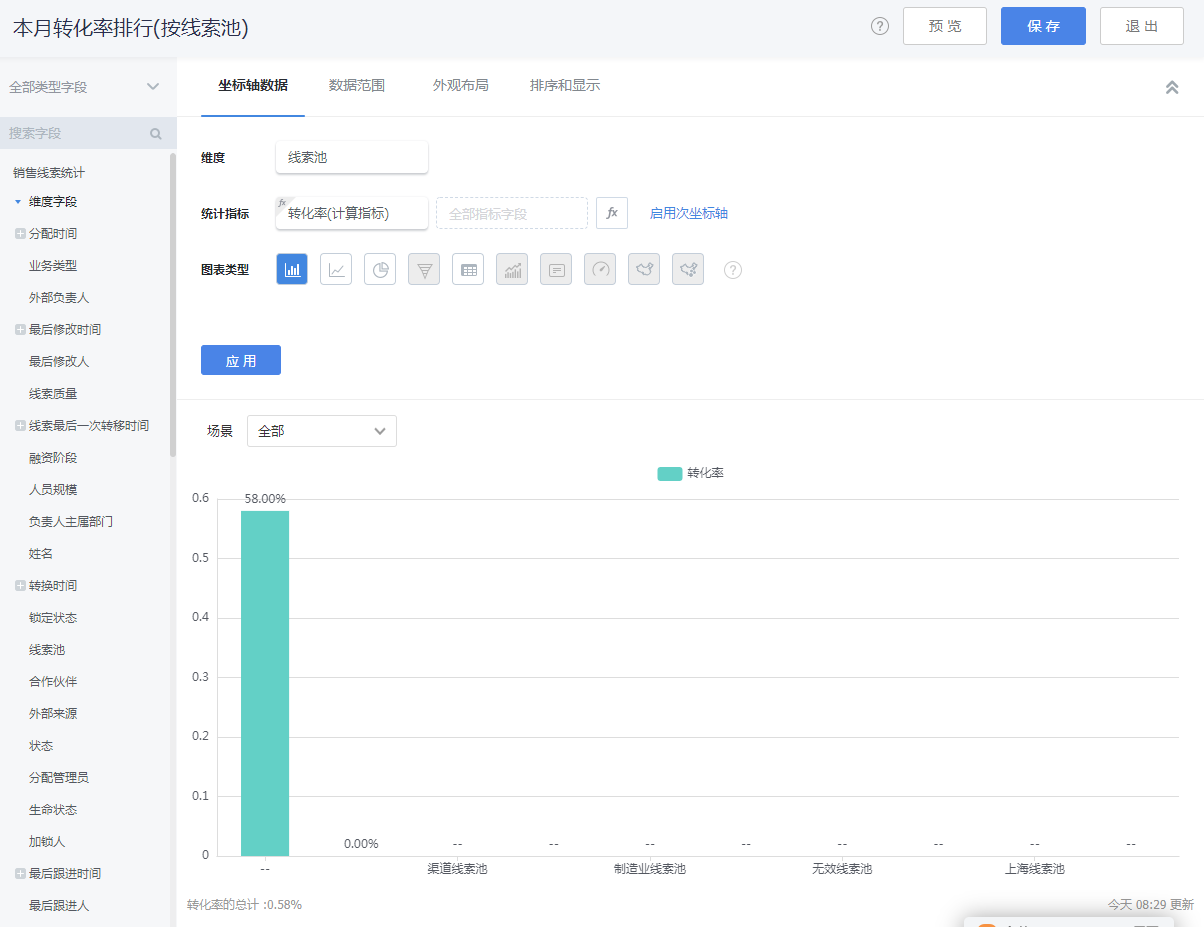 本月转化率排行(按线索池)
? 预 览 保 存 退 出
全部类型字段
搜索字段
销售线索统计
维度字段
分配时间
业务类型
外部负责人
最后修改时间
最后修改人
线索质量
线索最后一次转移时间
融资阶段
人员规模
负责人主属部门
姓名
转换时间
锁定状态
线索池
合作伙伴
外部来源
状态
分配管理员
生命状态
加锁人
最后跟进时间
最后跟进人
坐标轴数据 数据范围 外观布局 排序和显示
维度 线索池
统计指标 fx 转化率(计算指标) 全部指标字段 fx 启用次坐标轴
图表类型 ?
应 用
场景 全部
转化率
0.6
58.00%
0.5
0.4
0.3
0.2
0.1
0
0.00% -- -- -- -- -- -- -- --
-- 渠道线索池 制造业线索池 无效线索池 上海线索池
转化率的总计 :0.58%
今天 08:29 更新